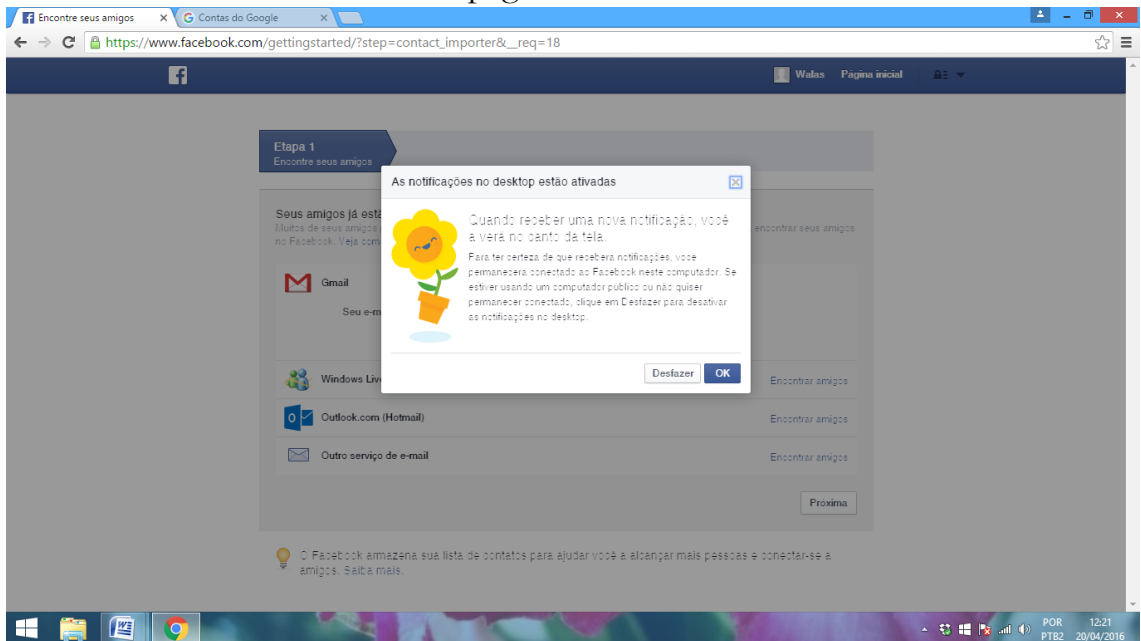 Encontre seus amigos
Contas do Google
https://www.facebook.com/gettingstarted/?step=contact_importer&__req=18
Walas Página inicial
Etapa 1
Encontre seus amigos
As notificações no desktop estão ativadas
Quando receber uma nova notificação, você
a verá no canto da tela.
Para ter certeza de que receberá notificações, você
permanecerá conectado ao Facebook neste computador. Se
estiver usando um computador público ou não quiser
permanecer conectado, clique em Desfazer para desativar
as notificações no desktop.
Desfazer OK
Seus amigos já está
Muitos de seus amigos encontrar seus amigos
no Facebook. Veja com
Gmail
Seu e-m
Windows Liv Encontrar amigos
Outlook.com (Hotmail) Encontrar amigos
Outro serviço de e-mail Encontrar amigos
Próxima
O Facebook armazena sua lista de contatos para ajudar você a alcançar mais pessoas e conectar-se a
amigos. Saiba mais.
POR 12:21
PTB2 20/04/2016